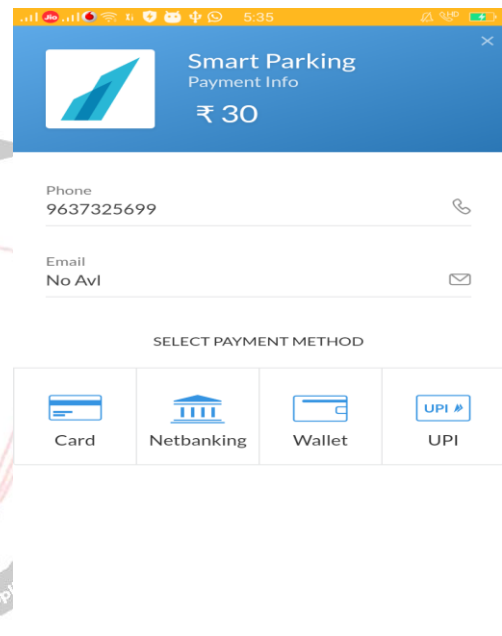 Jio 5:35
Smart Parking
Payment Info
₹ 30
Phone
9637325699
Email
No Avl
SELECT PAYMENT METHOD
UPI
Card Netbanking Wallet UPI